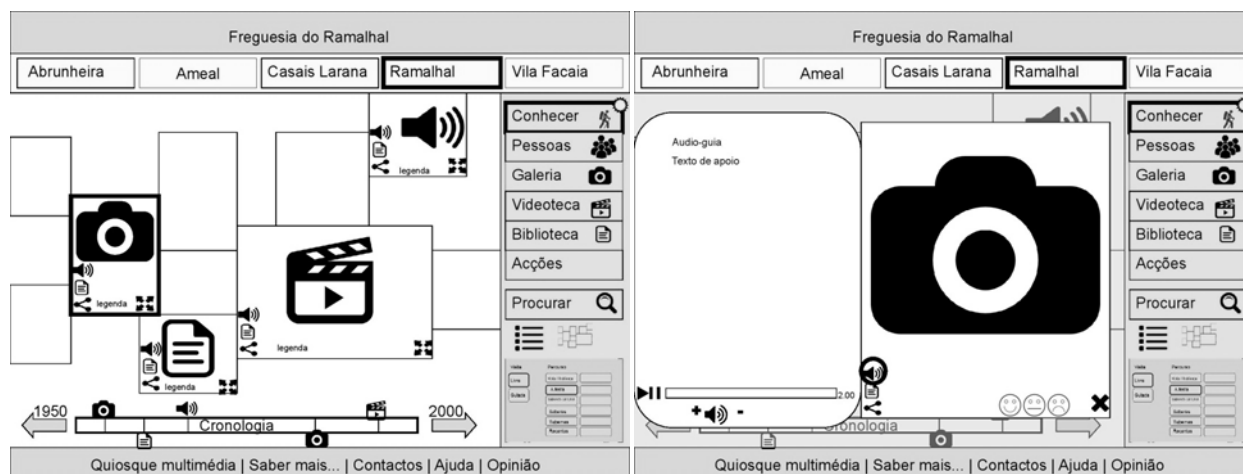 Freguesia do Ramalhal
Abrunheira Ameal Casais Larana Ramalhal Vila Facaia
Conhecer
Pessoas
Galeria
Videoteca
Biblioteca
Acções
Procurar
legenda
legenda
legenda
legenda
1950 2000
Cronologia
Quiosque multimédia | Saber mais... | Contactos | Ajuda | Opinião
Freguesia do Ramalhal
Abrunheira Ameal Casais Larana Ramalhal Vila Facaia
Audio-guia
Texto de apoio
2.00
+ -
Conhecer
Pessoas
Galeria
Videoteca
Biblioteca
Acções
Procurar
Cronologia
Quiosque multimédia | Saber mais... | Contactos | Ajuda | Opinião